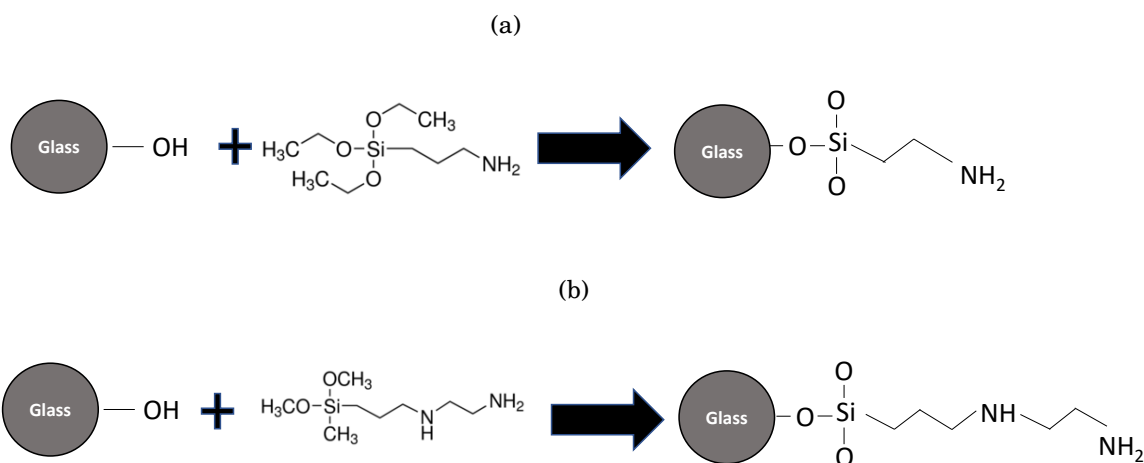 (a)
Glass
OH
+
H3C
O
O
CH3
Si
NH2
H3C
O
Glass
O
Si
O
O
NH2
(b)
Glass
OH
+
OCH3
H3CO
Si
CH3
N
H
NH2
Glass
O
Si
O
O
NH
NH2